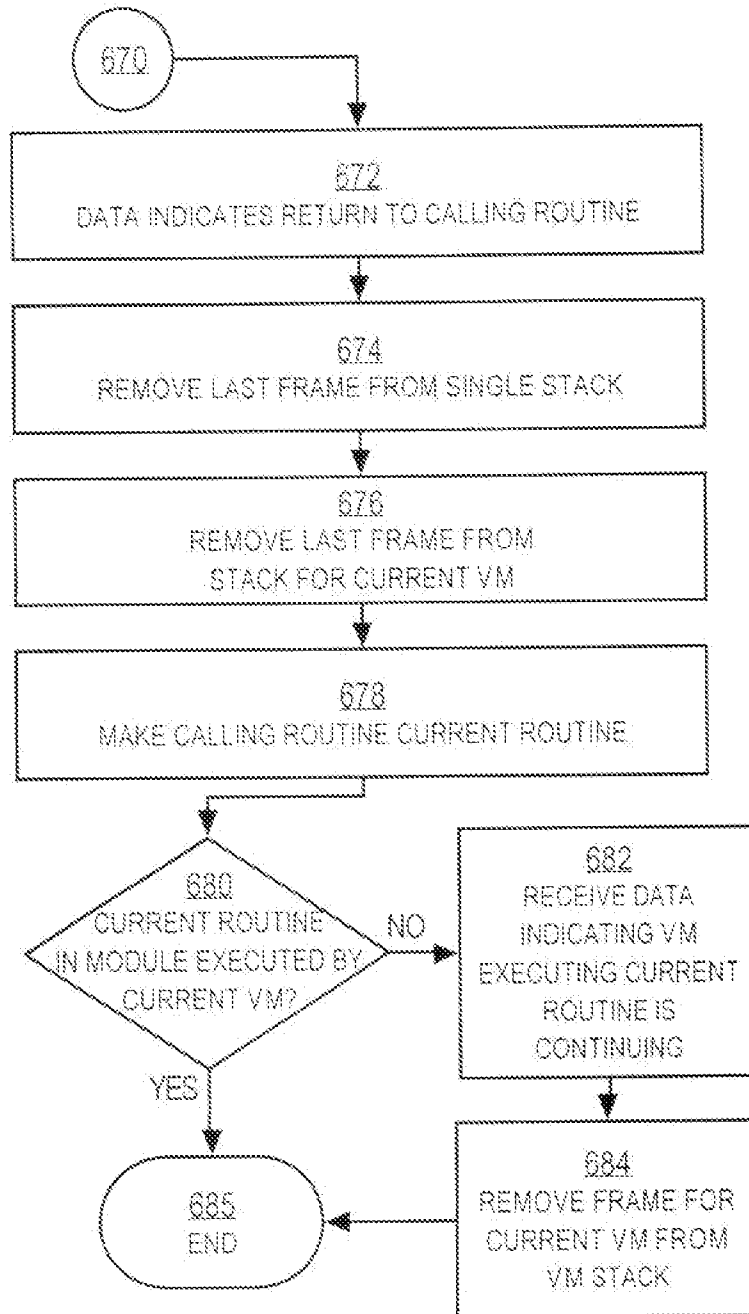 670
672
DATA INDICATES RETURN TO CALLING ROUTINE
674
REMOVE LAST FRAME FROM SINGLE STACK
676
REMOVE LAST FRAME FROM
STACK FOR CURRENT VM
678
MAKE CALLING ROUTINE CURRENT ROUTINE
680
CURRENT ROUTINE
IN MODULE EXECUTED BY
CURRENT VM?
NO
YES
682
RECEIVE DATA
INDICATING VM
EXECUTING CURRENT
ROUTINE IS
CONTINUING
684
REMOVE FRAME FOR
CURRENT VM FROM
VM STACK
685
END